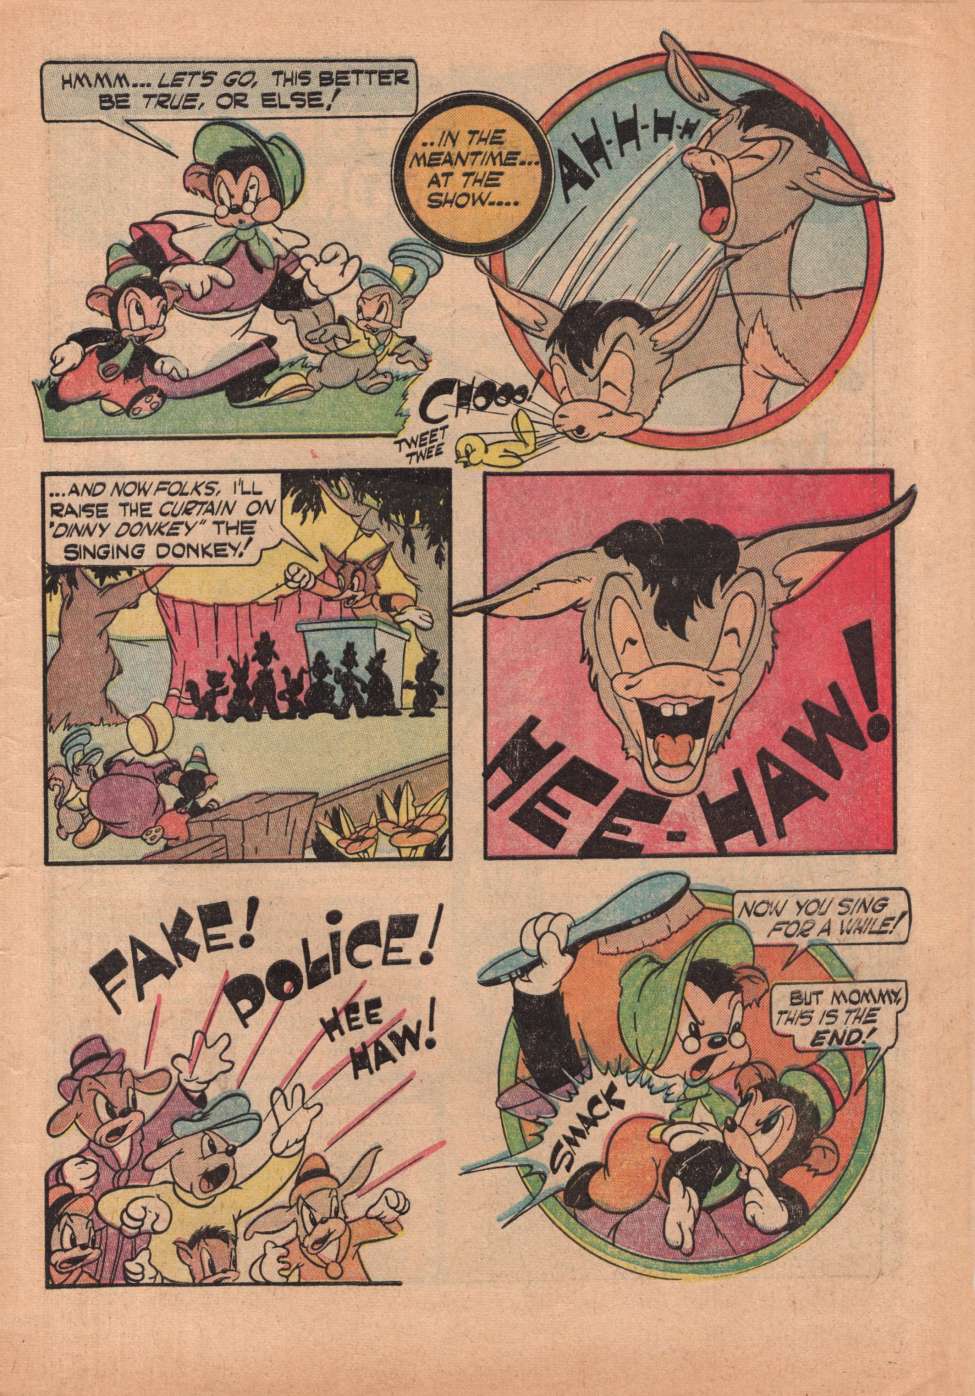 HMMM... LET'S GO, THIS BETTER
BE TRUE, OR ELSE!
..IN THE
MEANTIME...
AT THE
SHOW....
AH-H-H-H
CHOOO!
TWEET
TWEE
...AND NOW FOLKS, I'LL
RAISE THE CURTAIN ON
"DINNY DONKEY" THE
SINGING DONKEY!
HEE-HAW!
FAKE!
POLICE!
HEE
HAW!
NOW YOU SING
FOR A WHILE!
BUT MOMMY,
THIS IS THE
END!
SMACK